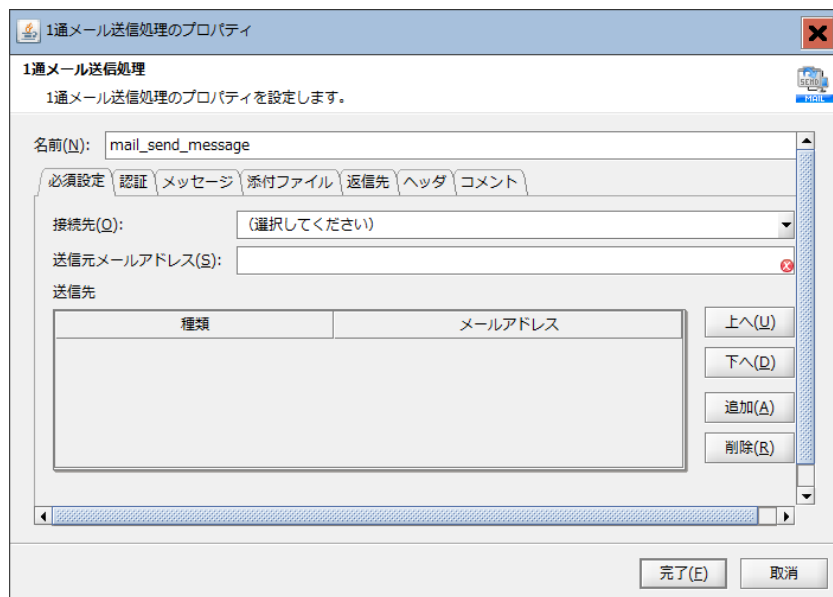 1通メール送信処理のプロパティ
1通メール送信処理
1通メール送信処理のプロパティを設定します。
SEND
MAIL
名前(N): mail_send_message
必須設定 認証 メッセージ 添付ファイル 返信先 ヘッダ コメント
接続先(O): (選択してください)
送信元メールアドレス(S):
送信先
種類 メールアドレス
上へ(U)
下へ(D)
追加(A)
削除(R)
完了(F) 取消